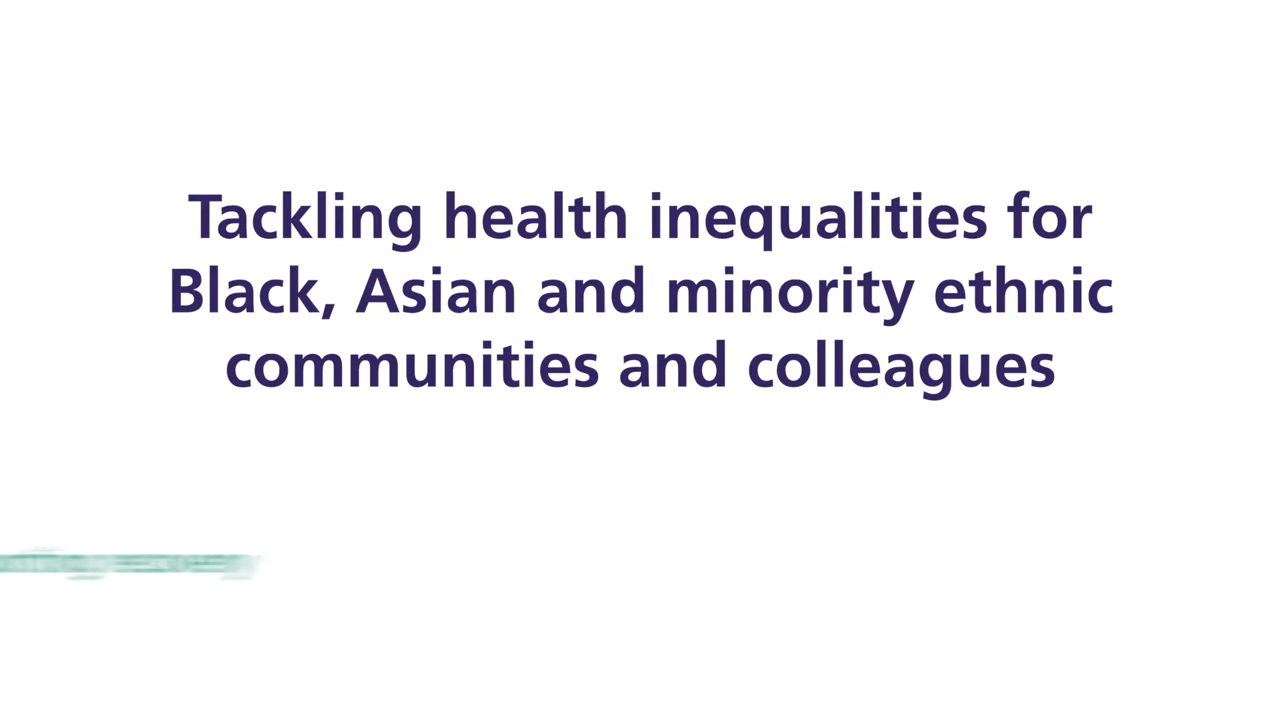 Tackling health inequalities for
Black, Asian and minority ethnic
communities and colleagues